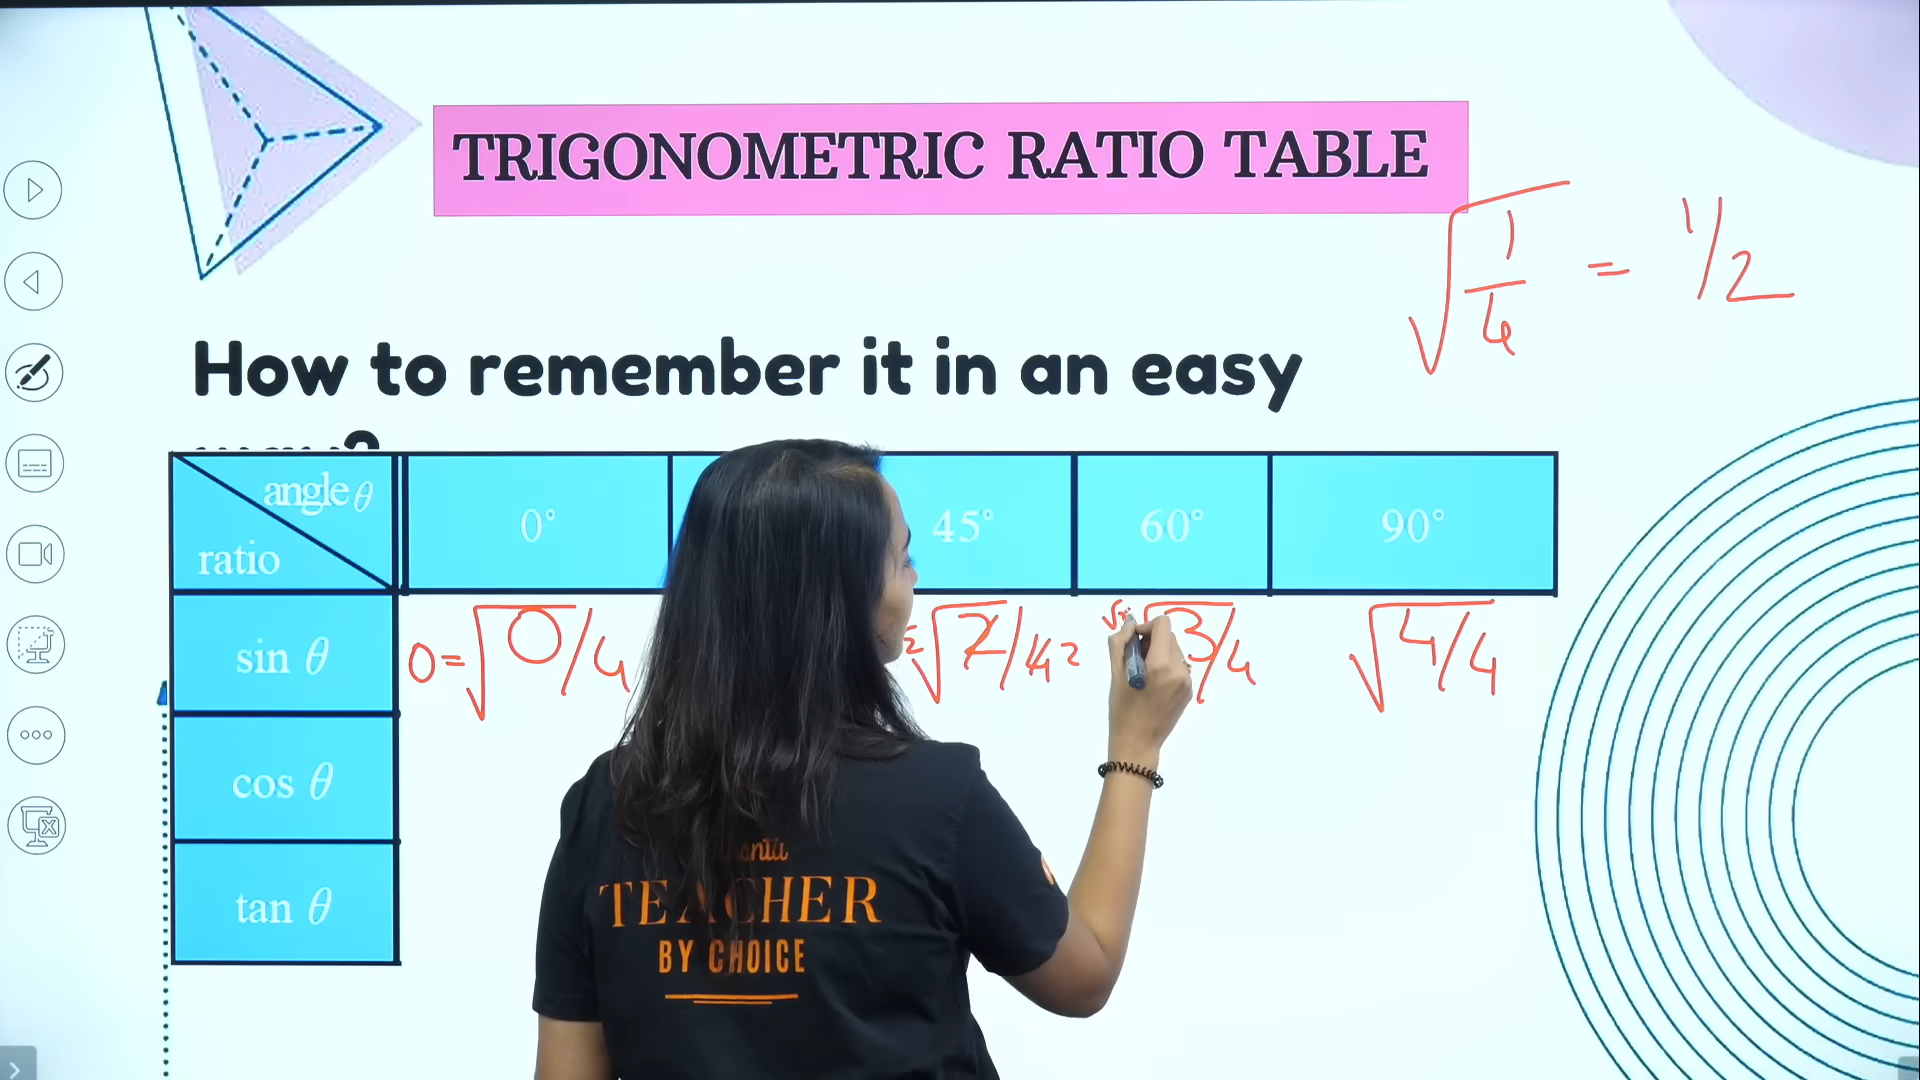 TRIGONOMETRIC RATIO TABLE
√1/4 = 1/2
How to remember it in an easy
angle θ
ratio
0°
45°
60°
90°
sin θ
0=√0/4
√2/4=
√3/4
√4/4
cos θ
tan θ
TEACHER
BY CHOICE